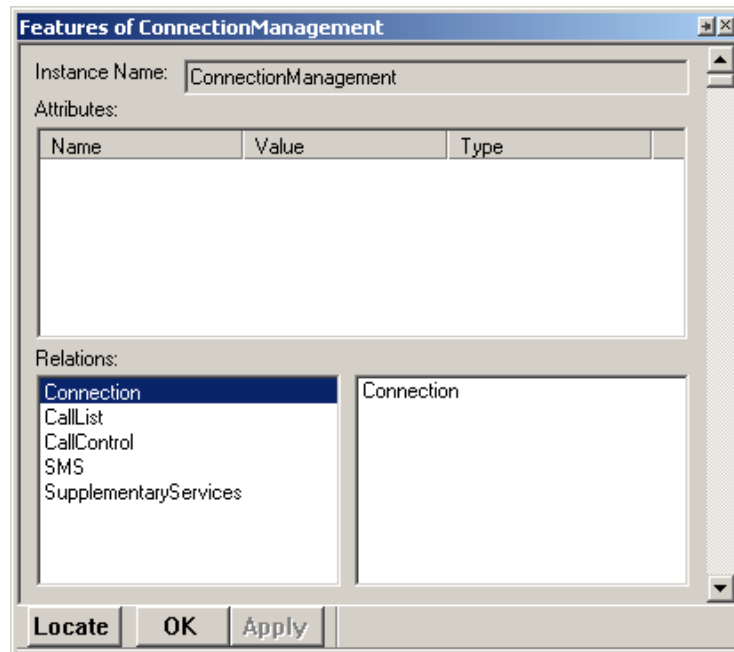 Features of ConnectionManagement
Instance Name: ConnectionManagement
Attributes:
Name Value Type
Relations:
Connection Connection
CallList
CallControl
SMS
SupplementaryServices
Locate OK Apply